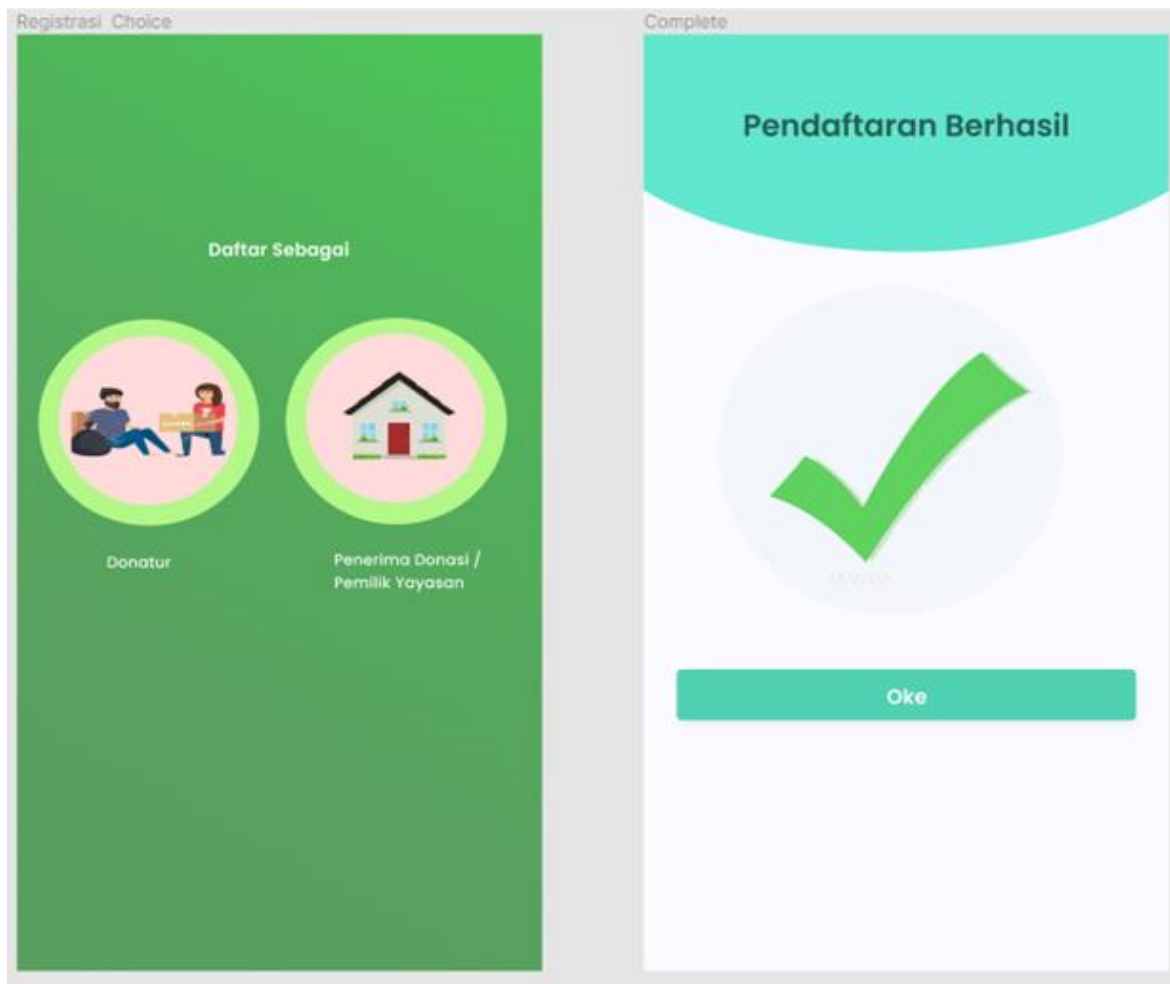 Registrasi Choice
Complete
Daftar Sebagai
Donatur
Penerima Donasi /
Pemilik Yayasan
Pendaftaran Berhasil
Oke